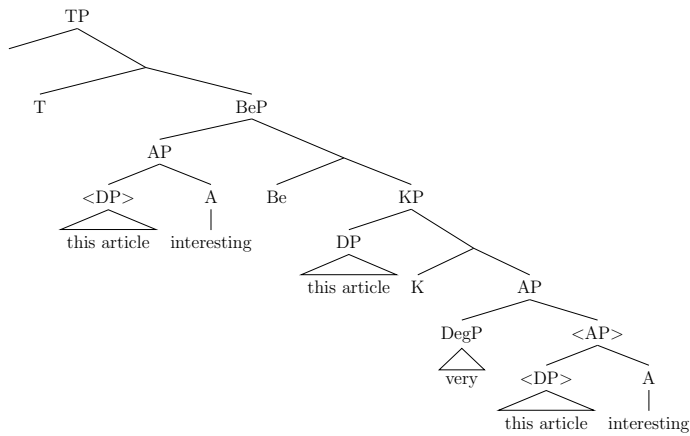 TP
T BeP
AP
<DP> A Be KP
this article interesting DP
this article K AP
DegP <AP>
very <DP> A
this article interesting